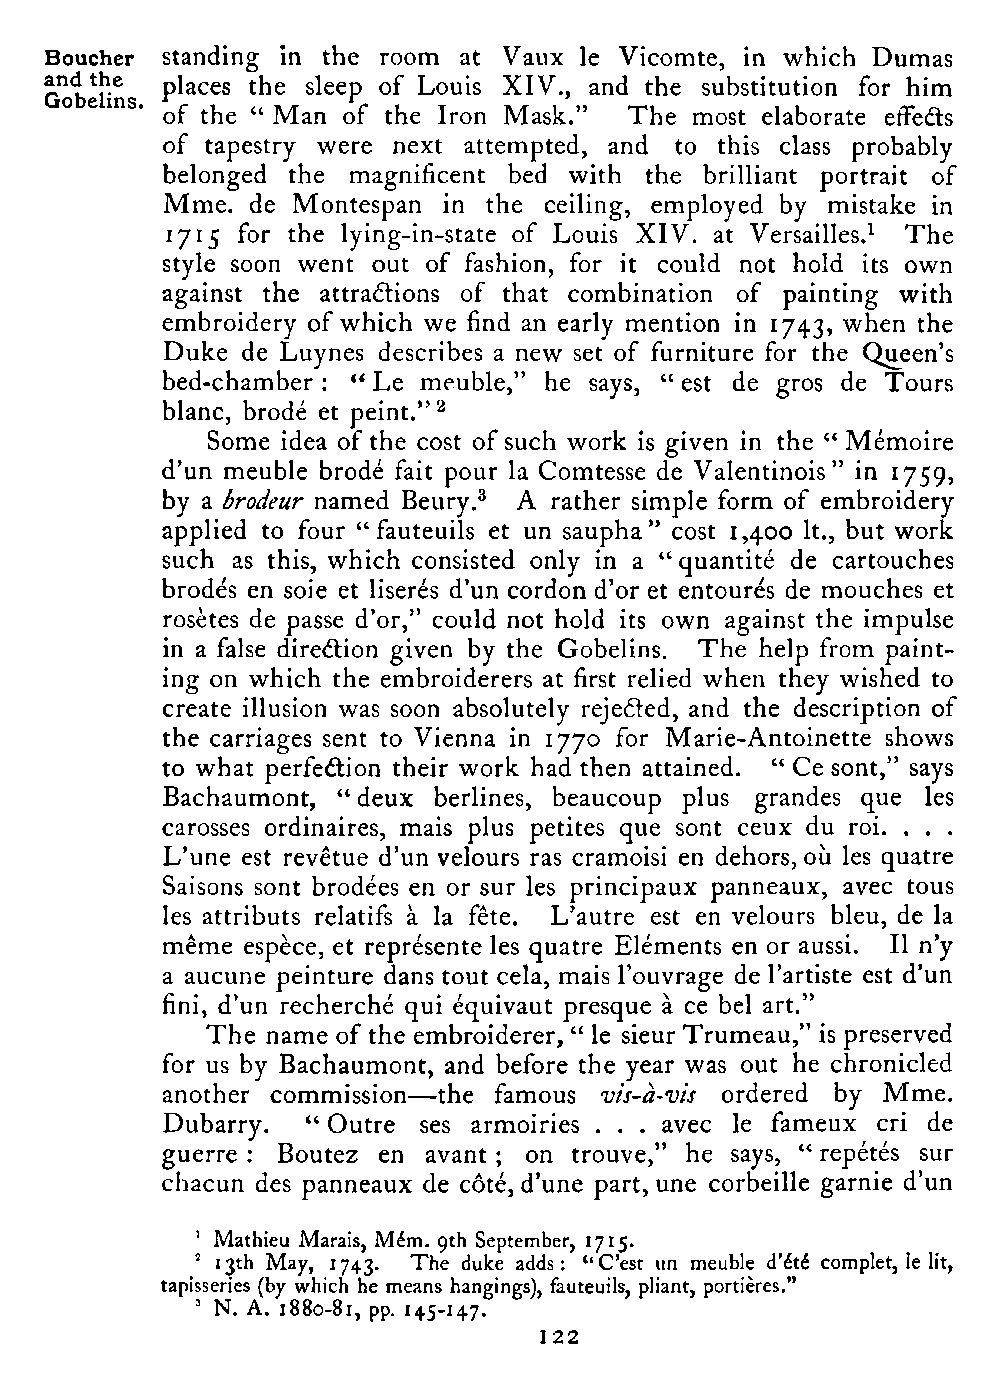 Boucher
and the
Gobelins.
standing in the room at Vaux le Vicomte, in which Dumas
places the sleep of Louis XIV., and the substitution for him
of the “ Man of the Iron Mask.” The most elaborate effects
of tapestry were next attempted, and to this class probably
belonged the magnificent bed with the brilliant portrait of
Mme. de Montespan in the ceiling, employed by mistake in
1715 for the lying-in-state of Louis XIV. at Versailles.¹ The
style soon went out of fashion, for it could not hold its own
against the attractions of that combination of painting with
embroidery of which we find an early mention in 1743, when the
Duke de Luynes describes a new set of furniture for the Queen’s
bed-chamber : “ Le meuble,” he says, “ est de gros de Tours
blanc, brodé et peint.” ²
Some idea of the cost of such work is given in the “ Mémoire
d’un meuble brodé fait pour la Comtesse de Valentinois ” in 1759,
by a brodeur named Beury.³ A rather simple form of embroidery
applied to four “ fauteuils et un saupha ” cost 1,400 lt., but work
such as this, which consisted only in a “ quantité de cartouches
brodés en soie et liserés d’un cordon d’or et entourés de mouches et
rosètes de passe d’or,” could not hold its own against the impulse
in a false direction given by the Gobelins. The help from paint-
ing on which the embroiderers at first relied when they wished to
create illusion was soon absolutely rejected, and the description of
the carriages sent to Vienna in 1770 for Marie-Antoinette shows
to what perfection their work had then attained. “ Ce sont,” says
Bachaumont, “ deux berlines, beaucoup plus grandes que les
carosses ordinaires, mais plus petites que sont ceux du roi. . . .
L’une est revêtue d’un velours ras cramoisi en dehors, où les quatre
Saisons sont brodées en or sur les principaux panneaux, avec tous
les attributs relatifs à la fête. L’autre est en velours bleu, de la
même espèce, et représente les quatre Eléments en or aussi. Il n’y
a aucune peinture dans tout cela, mais l’ouvrage de l’artiste est d’un
fini, d’un recherché qui équivaut presque à ce bel art.”
The name of the embroiderer, “ le sieur Trumeau,” is preserved
for us by Bachaumont, and before the year was out he chronicled
another commission—the famous vis-à-vis ordered by Mme.
Dubarry. “ Outre ses armoiries . . . avec le fameux cri de
guerre : Boutez en avant ; on trouve,” he says, “ repétés sur
chacun des panneaux de côté, d’une part, une corbeille garnie d’un
¹ Mathieu Marais, Mém. 9th September, 1715.
² 13th May, 1743. The duke adds : “ C’est un meuble d’été complet, le lit,
tapisseries (by which he means hangings), fauteuils, pliant, portières.”
³ N. A. 1880-81, pp. 145-147.
122